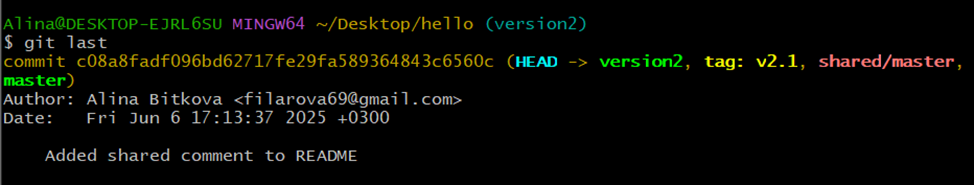 Alina@DESKTOP-EJRL6SU MINGW64 ~/Desktop/hello (version2)
$ git last
commit c08a8fadf096bd62717fe29fa589364843c6560c (HEAD -> version2, tag: v2.1, shared/master,
master)
Author: Alina Bitkova <filarova69@gmail.com>
Date:   Fri Jun 6 17:13:37 2025 +0300
    Added shared comment to README